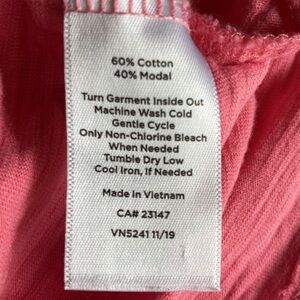 60% Cotton
40% Modal
Turn Garment Inside Out
Machine Wash Cold
Gentle Cycle
Only Non-Chlorine Bleach
When Needed
Tumble Dry Low
Cool Iron, If Needed
Made in Vietnam
CA# 23147
VN5241 11/19